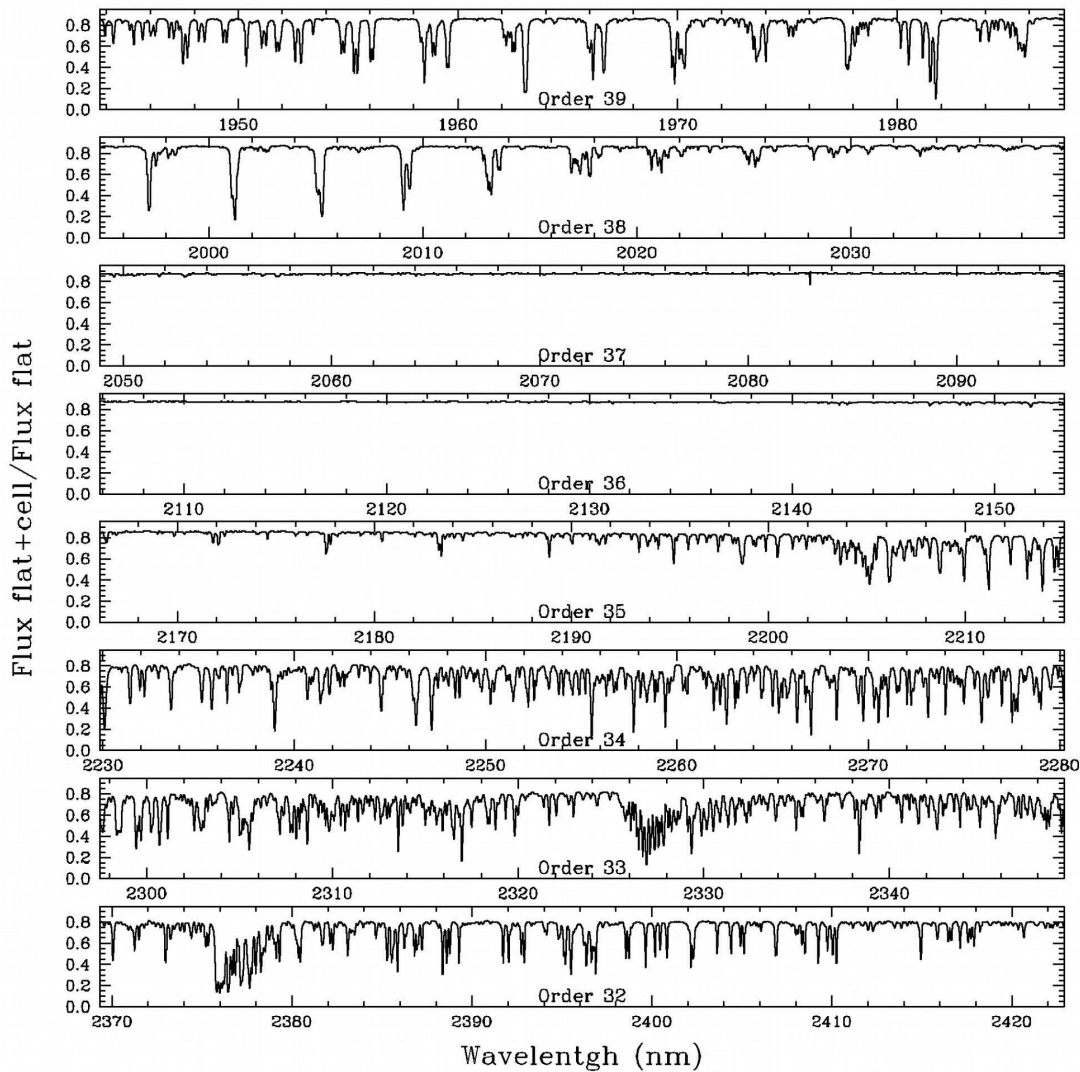 Flux flat+cell/Flux flat
0.8
0.6
0.4
0.2
0.0
Order 39
1950 1960 1970 1980
0.8
0.6
0.4
0.2
0.0
Order 38
2000 2010 2020 2030
0.8
0.6
0.4
0.2
0.0
Order 37
2050 2060 2070 2080 2090
0.8
0.6
0.4
0.2
0.0
Order 36
2110 2120 2130 2140 2150
0.8
0.6
0.4
0.2
0.0
Order 35
2170 2180 2190 2200 2210
0.8
0.6
0.4
0.2
0.0
Order 34
2230 2240 2250 2260 2270 2280
0.8
0.6
0.4
0.2
0.0
Order 33
2300 2310 2320 2330 2340
0.8
0.6
0.4
0.2
0.0
Order 32
2370 2380 2390 2400 2410 2420
Wavelentgh (nm)